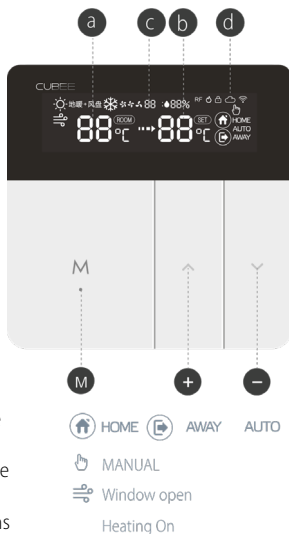 a c b d
CUBEE
地暖+风盘 88 88% RF
88 °C ROOM 88 °C SET HOME
AUTO
AWAY
M
M + −
HOME AWAY AUTO
MANUAL
e Window open
ns Heating On